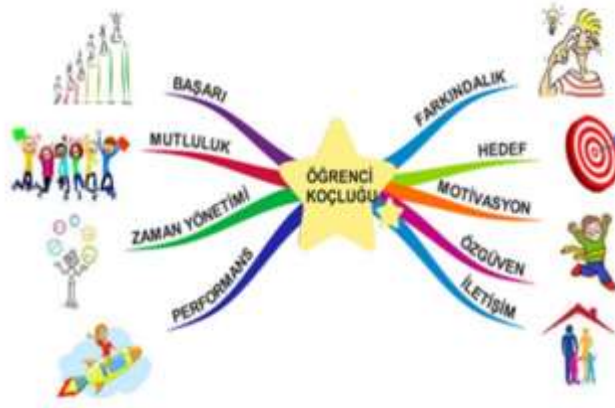 BAŞARI
MUTLULUK
ZAMAN YÖNETİMİ
PERFORMANS
ÖĞRENCİ
KOÇLUĞU
FARKINDALIK
HEDEF
MOTİVASYON
ÖZGÜVEN
İLETİŞİM